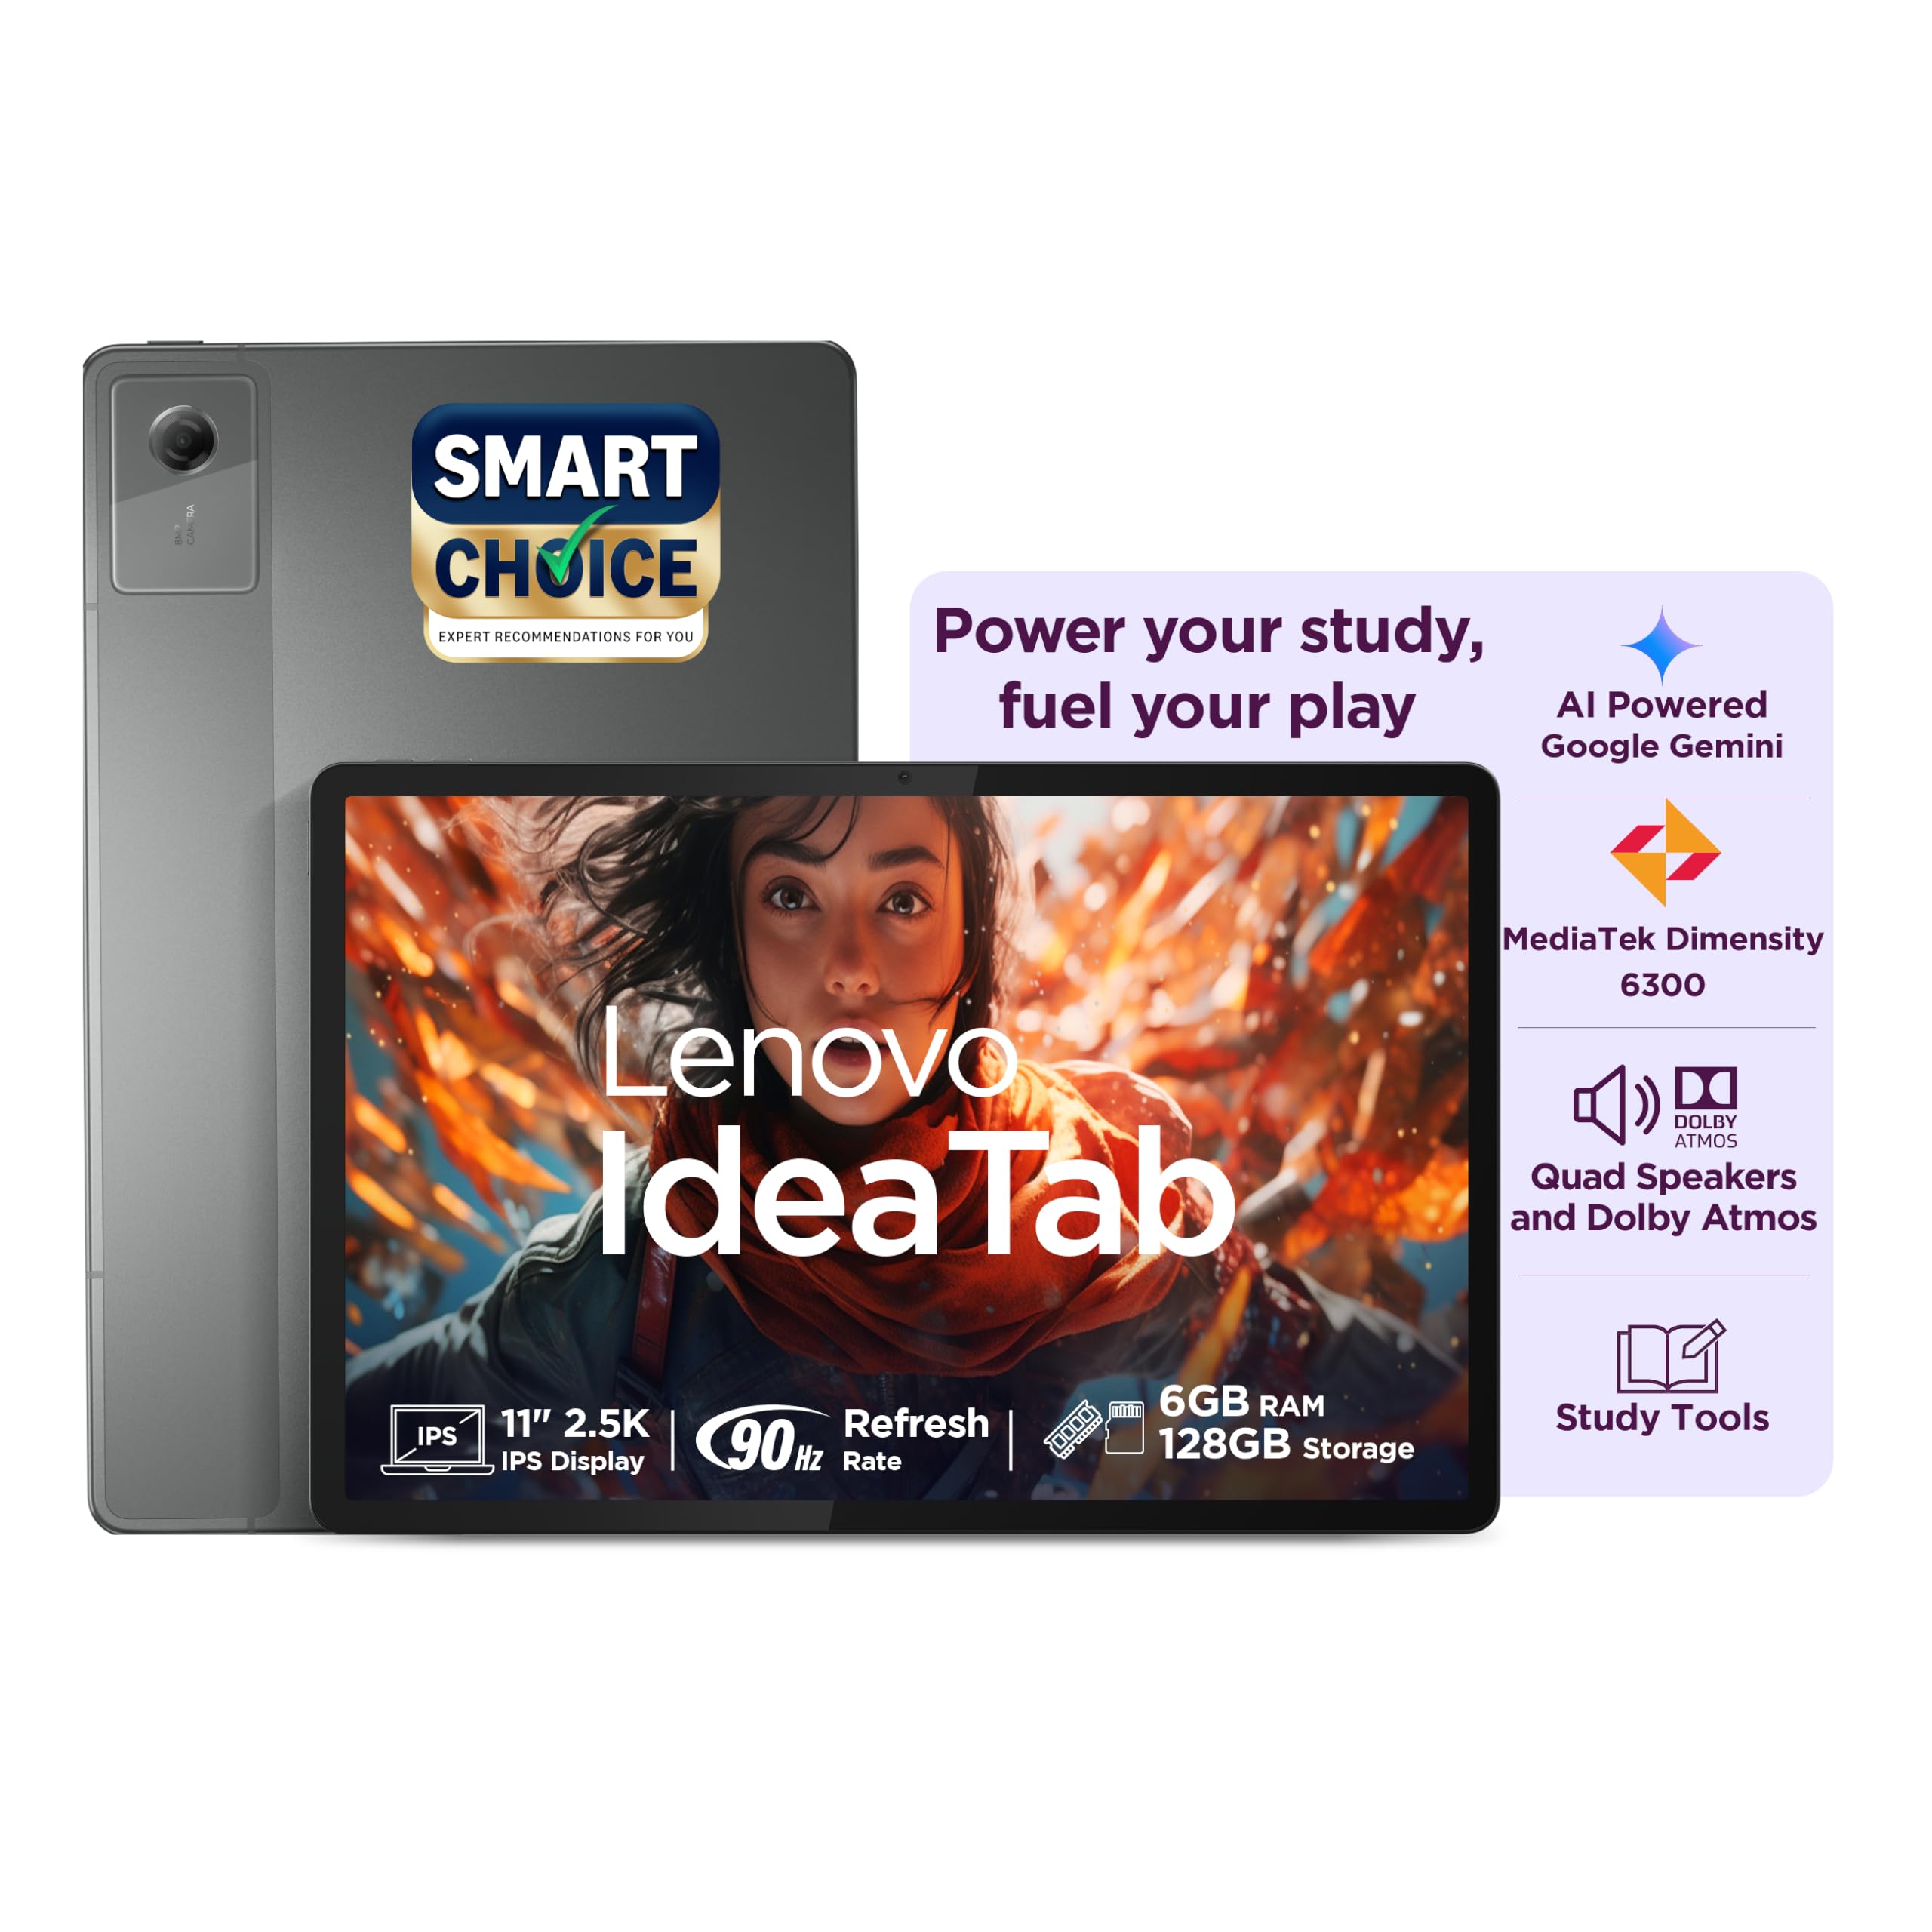 SMART
CHOICE
EXPERT RECOMMENDATIONS FOR YOU
Power your study,
fuel your play
AI Powered
Google Gemini
MediaTek Dimensity
6300
DOLBY
ATMOS
Quad Speakers
and Dolby Atmos
Study Tools
Lenovo
IdeaTab
IPS
11" 2.5K
IPS Display
90Hz
Refresh
Rate
6GB RAM
128GB Storage